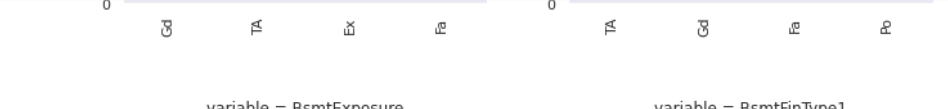 0 0
Gd TA Ex Fa TA Gd Fa Po
variable = BsmtExposure variable = BsmtFinType1